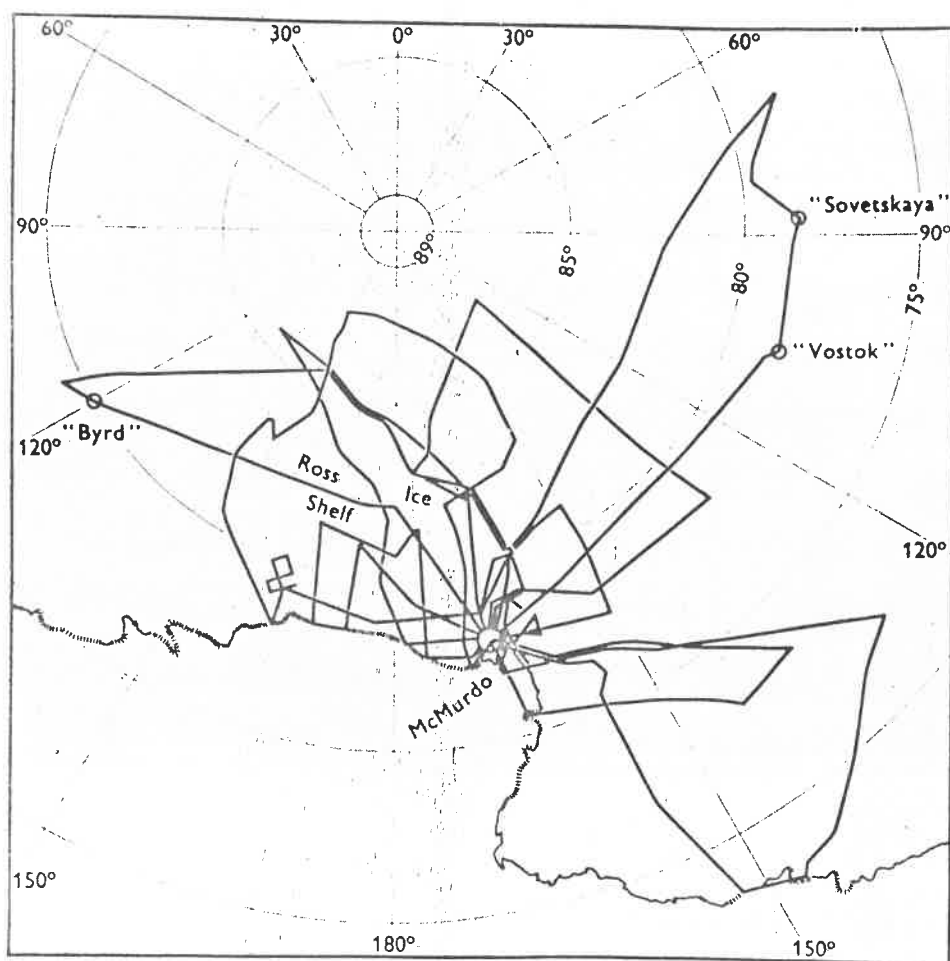 60° 30° 0° 30° 60°
"Sovetskaya"
90° 89° 85° 80° 75° 90°
"Vostok"
"Byrd"
120°
Ross Ice
Shelf
120°
McMurdo
150° 180° 150°